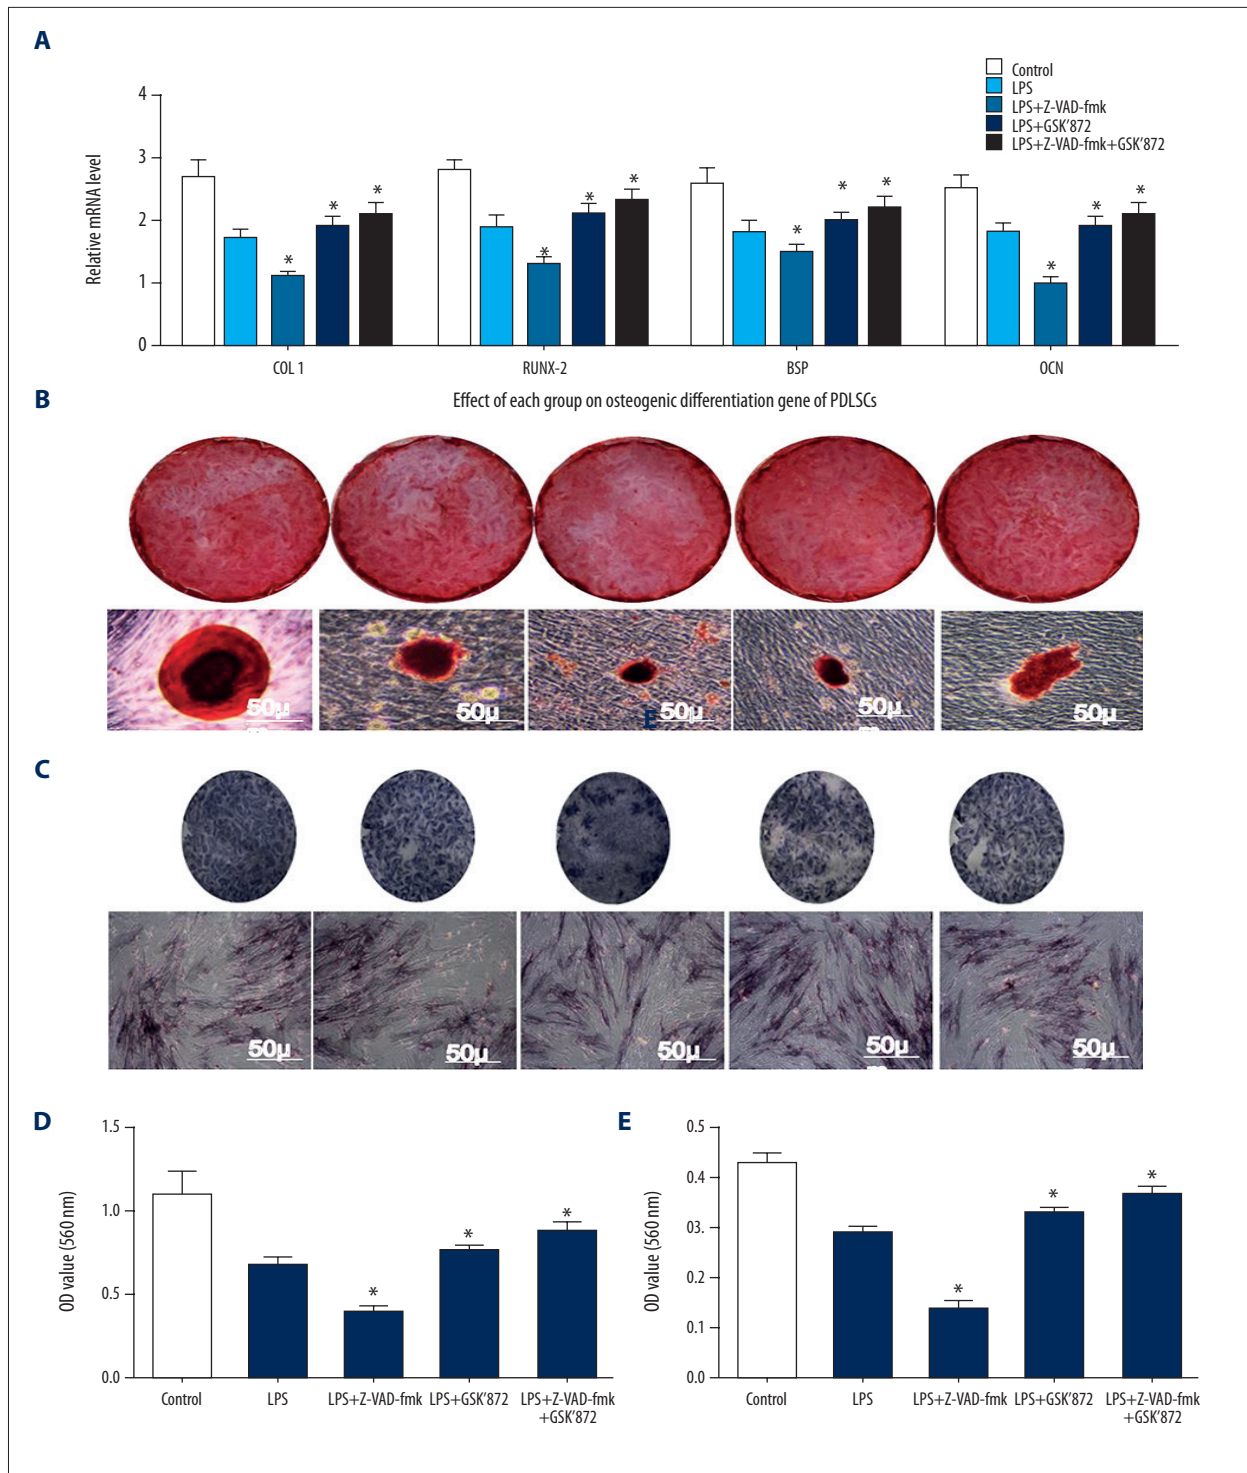 A
Control
LPS
LPS+Z-VAD-fmk
LPS+GSK'872
LPS+Z-VAD-fmk+GSK'872
Relative mRNA level
4
3
2
1
0
* * * * * * * * * * * *
COL 1 RUNX-2 BSP OCN
Effect of each group on osteogenic differentiation gene of PDLSCs
B
50µ 50µ 50µ 50µ 50µ
E
C
50µ 50µ 50µ 50µ 50µ
D
OD value (560 nm)
1.5
1.0
0.5
0.0
* * *
Control LPS LPS+Z-VAD-fmk LPS+GSK'872 LPS+Z-VAD-fmk
+GSK'872
E
OD value (560 nm)
0.5
0.4
03.
0.2
0.1
0.0
* * *
Control LPS LPS+Z-VAD-fmk LPS+GSK'872 LPS+Z-VAD-fmk
+GSK'872